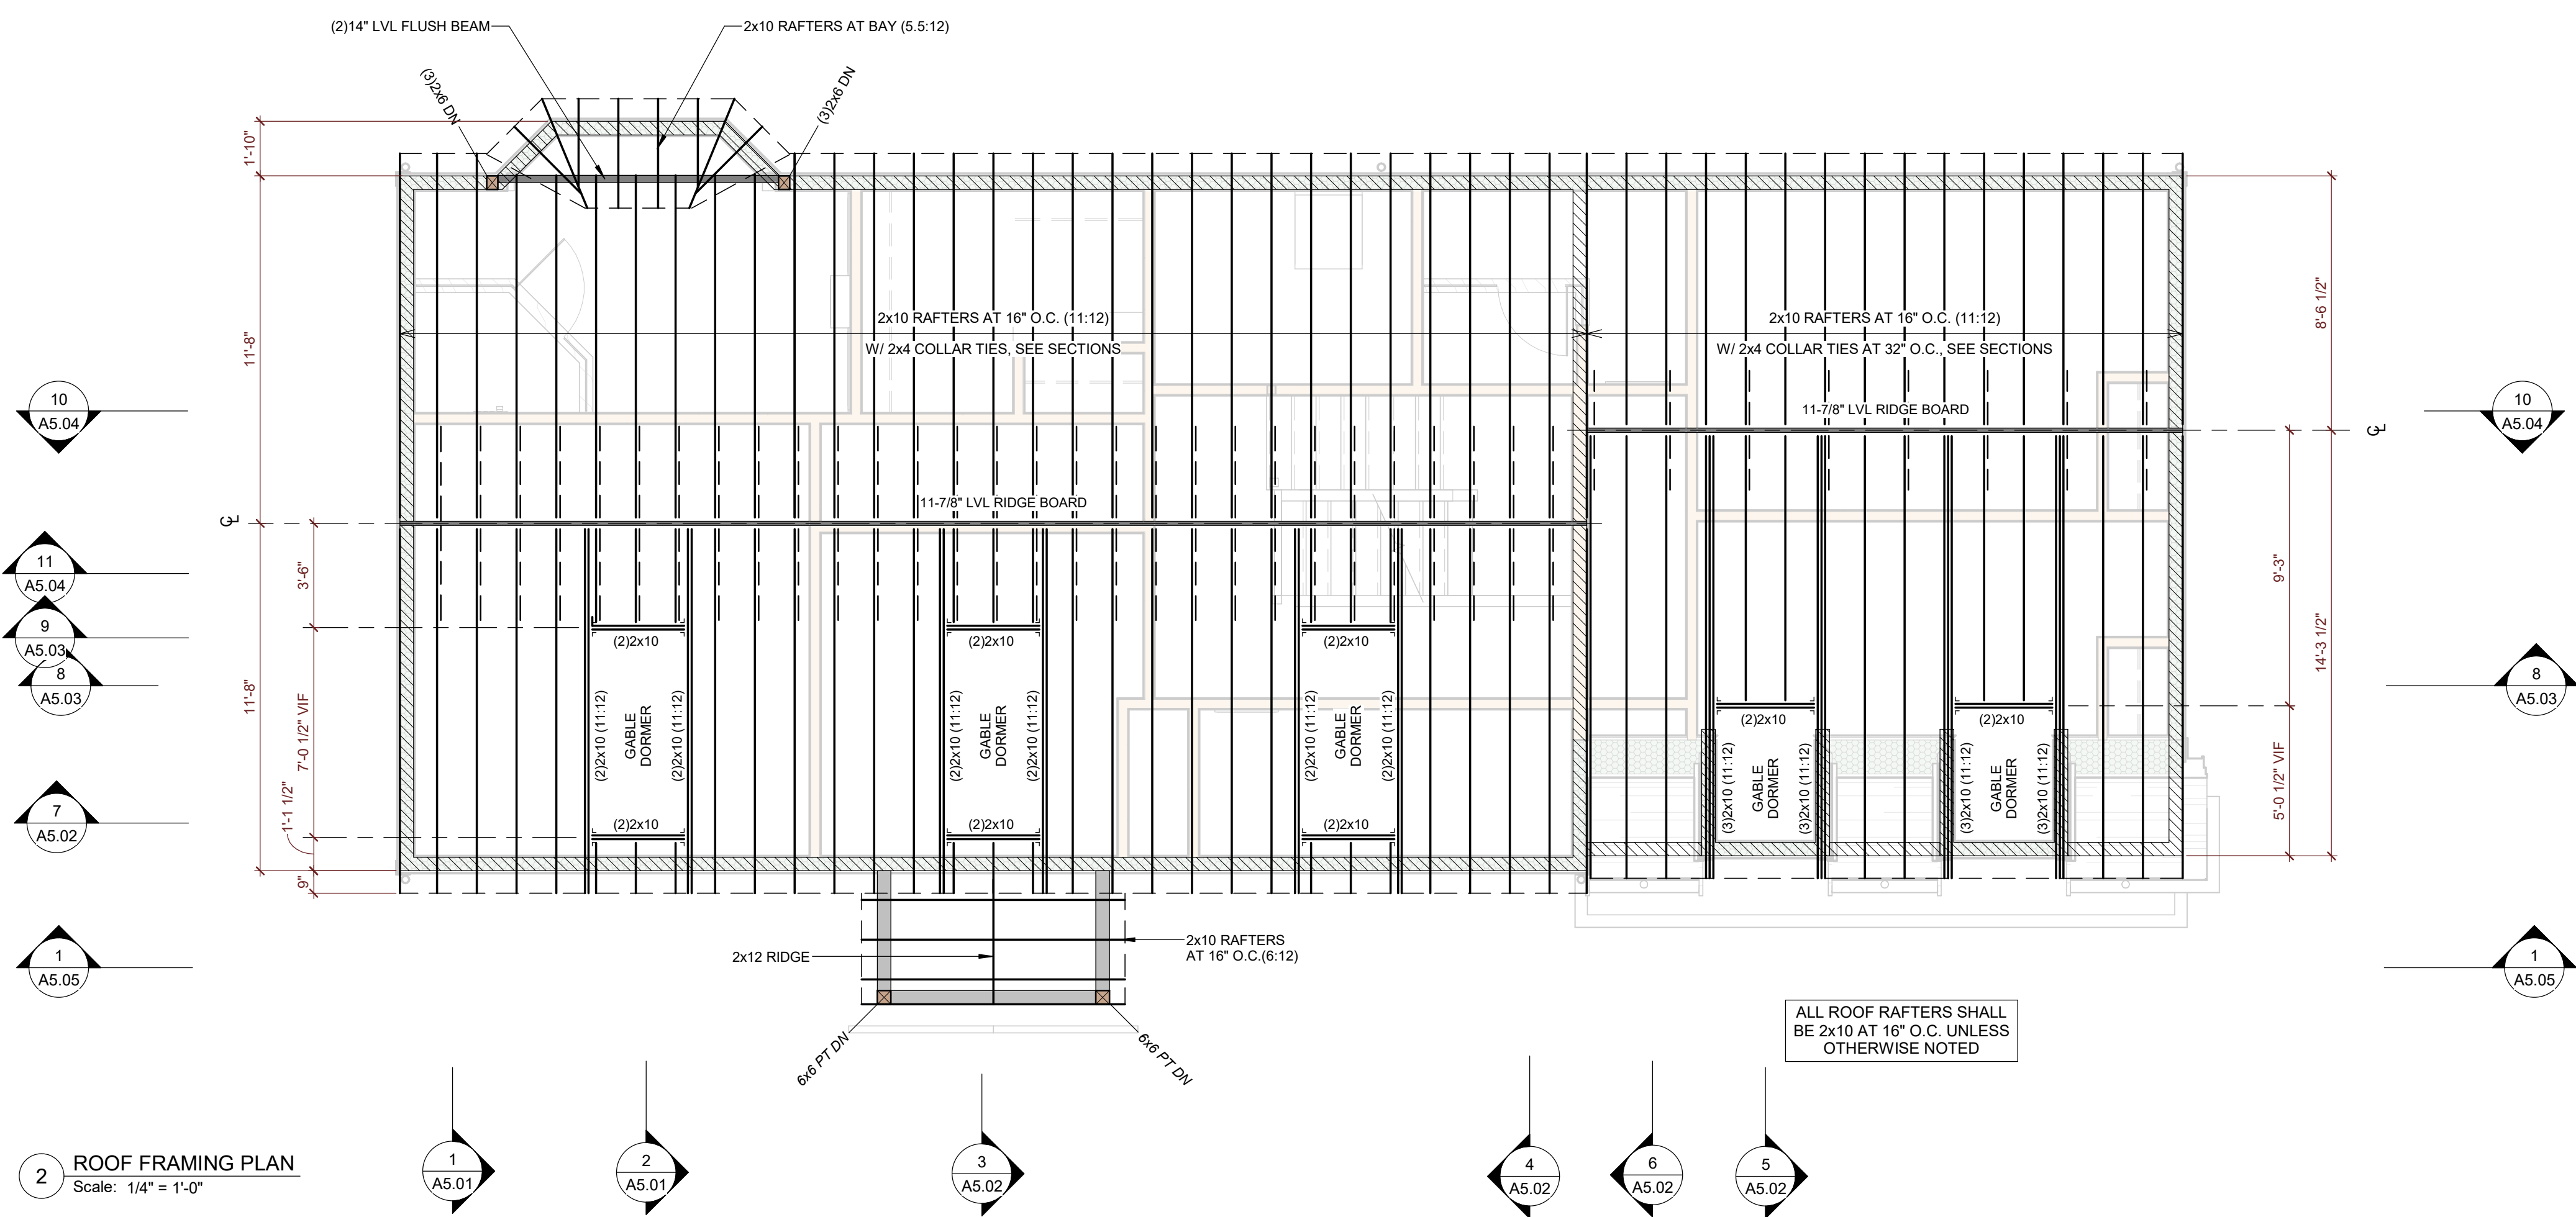 (2)14" LVL FLUSH BEAM
2x10 RAFTERS AT BAY (5.5:12)
(3)2x6 DN
(3)2x6 DN
1'-10"
11'-8"
8'-6 1/2"
2x10 RAFTERS AT 16" O.C. (11:12)
W/ 2x4 COLLAR TIES, SEE SECTIONS
2x10 RAFTERS AT 16" O.C. (11:12)
W/ 2x4 COLLAR TIES AT 32" O.C., SEE SECTIONS
10
A5.04
10
A5.04
11-7/8" LVL RIDGE BOARD
CL
11-7/8" LVL RIDGE BOARD
CL
11
A5.04
9
A5.03
8
A5.03
8
A5.03
3'-6"
9'-3"
11'-8"
7'-0 1/2" VIF
14'-3 1/2"
5'-0 1/2" VIF
1'-1 1/2"
9"
(2)2x10
(2)2x10
(2)2x10
(2)2x10 (11:12)
GABLE
DORMER
(2)2x10 (11:12)
(2)2x10 (11:12)
GABLE
DORMER
(2)2x10 (11:12)
(2)2x10 (11:12)
GABLE
DORMER
(2)2x10 (11:12)
(2)2x10
(2)2x10
(3)2x10 (11:12)
GABLE
DORMER
(3)2x10 (11:12)
(3)2x10 (11:12)
GABLE
DORMER
(3)2x10 (11:12)
(2)2x10
(2)2x10
(2)2x10
7
A5.02
1
A5.05
1
A5.05
2x12 RIDGE
2x10 RAFTERS
AT 16" O.C.(6:12)
6x6 PT DN
6x6 PT DN
ALL ROOF RAFTERS SHALL
BE 2x10 AT 16" O.C. UNLESS
OTHERWISE NOTED
2
ROOF FRAMING PLAN
Scale: 1/4" = 1'-0"
1
A5.01
2
A5.01
3
A5.02
4
A5.02
6
A5.02
5
A5.02